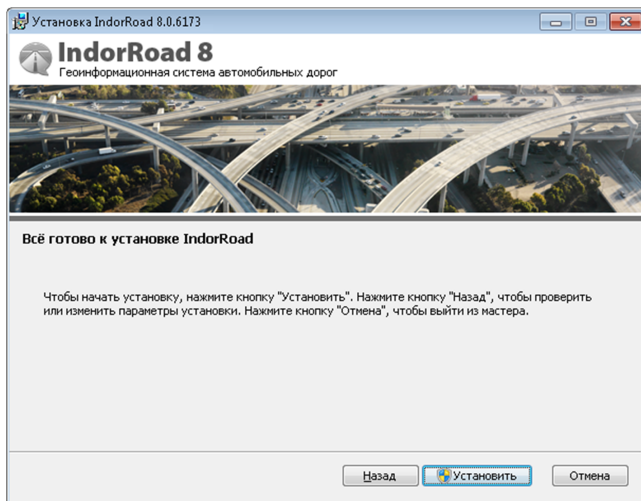 Установка IndorRoad 8.0.6173
IndorRoad 8
Геоинформационная система автомобильных дорог
Всё готово к установке IndorRoad
Чтобы начать установку, нажмите кнопку "Установить". Нажмите кнопку "Назад", чтобы проверить
или изменить параметры установки. Нажмите кнопку "Отмена", чтобы выйти из мастера.
Назад Установить Отмена